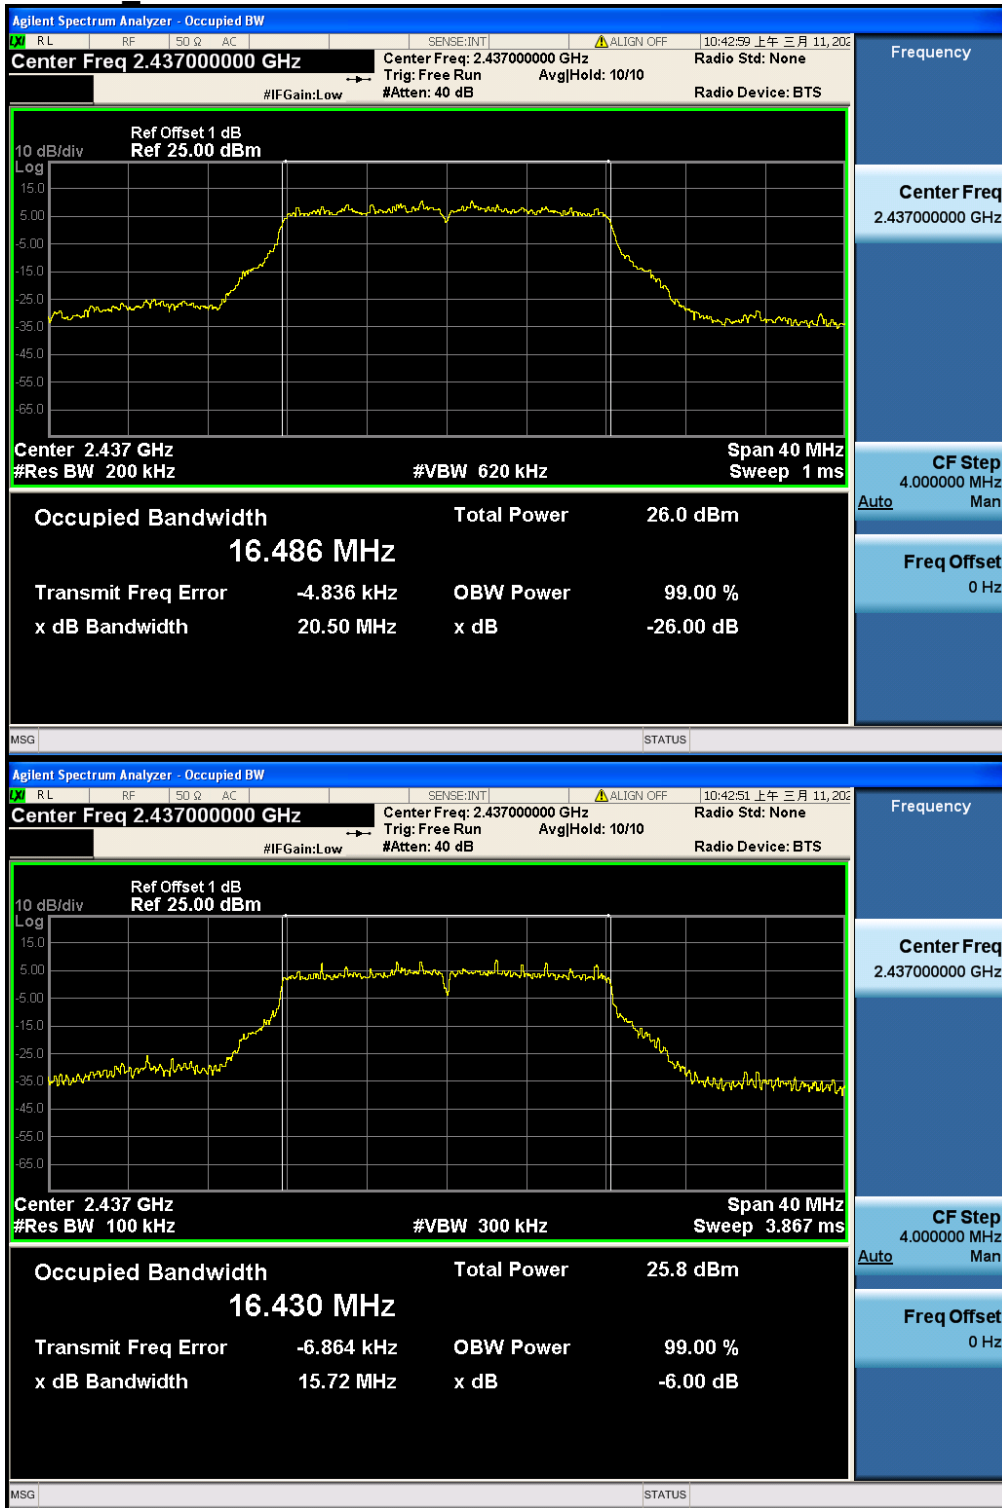 Agilent Spectrum Analyzer - Occupied BW
LXI RL RF 50 Ω AC SENSE:INT ALIGN OFF 10:42:59 上午 三月 11, 202
Center Freq 2.437000000 GHz
Center Freq: 2.437000000 GHz Radio Std: None
Trig: Free Run Avg|Hold: 10/10
#IFGain:Low #Atten: 40 dB Radio Device: BTS
Frequency
Ref Offset 1 dB
10 dB/div Ref 25.00 dBm
Log
15.0
5.00
-5.00
-15.0
-25.0
-35.0
-45.0
-55.0
-65.0
Center 2.437 GHz Span 40 MHz
#Res BW 200 kHz #VBW 620 kHz Sweep 1 ms
Center Freq
2.437000000 GHz
CF Step
4.000000 MHz
Auto Man
Freq Offset
0 Hz
Occupied Bandwidth Total Power 26.0 dBm
16.486 MHz
Transmit Freq Error -4.836 kHz OBW Power 99.00 %
x dB Bandwidth 20.50 MHz x dB -26.00 dB
MSG STATUS
Agilent Spectrum Analyzer - Occupied BW
LXI RL RF 50 Ω AC SENSE:INT ALIGN OFF 10:42:51 上午 三月 11, 202
Center Freq 2.437000000 GHz
Center Freq: 2.437000000 GHz Radio Std: None
Trig: Free Run Avg|Hold: 10/10
#IFGain:Low #Atten: 40 dB Radio Device: BTS
Frequency
Ref Offset 1 dB
10 dB/div Ref 25.00 dBm
Log
15.0
5.00
-5.00
-15.0
-25.0
-35.0
-45.0
-55.0
-65.0
Center 2.437 GHz Span 40 MHz
#Res BW 100 kHz #VBW 300 kHz Sweep 3.867 ms
Center Freq
2.437000000 GHz
CF Step
4.000000 MHz
Auto Man
Freq Offset
0 Hz
Occupied Bandwidth Total Power 25.8 dBm
16.430 MHz
Transmit Freq Error -6.864 kHz OBW Power 99.00 %
x dB Bandwidth 15.72 MHz x dB -6.00 dB
MSG STATUS